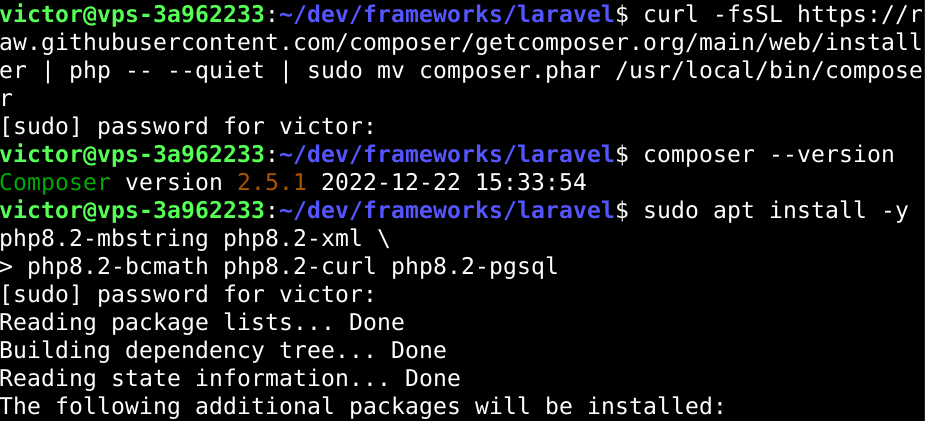 victor@vps-3a962233:~/dev/frameworks/laravel$ curl -fsSL https://r
aw.githubusercontent.com/composer/getcomposer.org/main/web/install
er | php -- --quiet | sudo mv composer.phar /usr/local/bin/compose
r
[sudo] password for victor:
victor@vps-3a962233:~/dev/frameworks/laravel$ composer --version
Composer version 2.5.1 2022-12-22 15:33:54
victor@vps-3a962233:~/dev/frameworks/laravel$ sudo apt install -y
php8.2-mbstring php8.2-xml \
> php8.2-bcmath php8.2-curl php8.2-pgsql
[sudo] password for victor:
Reading package lists... Done
Building dependency tree... Done
Reading state information... Done
The following additional packages will be installed: